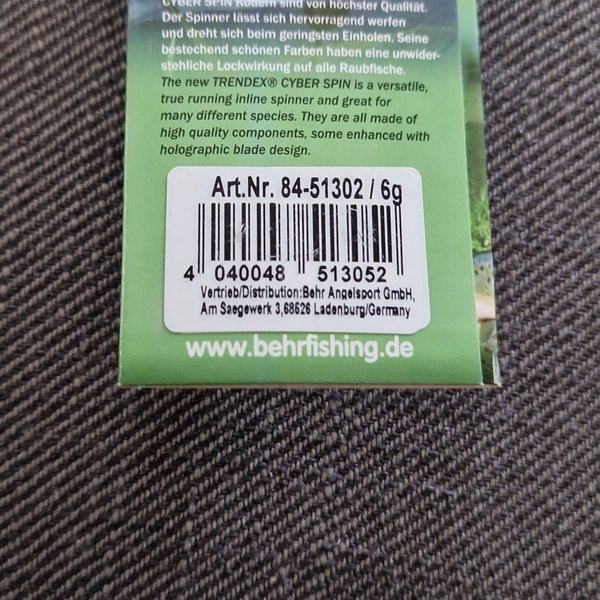 CYBER SPIN Ködern sind von höchster Qualität.
Der Spinner lässt sich hervorragend werfen
und dreht sich beim geringsten Einholen. Seine
bestechend schönen Farben haben eine unwider-
stehliche Lockwirkung auf alle Raubfische.
The new TRENDEX® CYBER SPIN is a versatile,
true running inline spinner and great for
many different species. They are all made of
high quality components, some enhanced with
holographic blade design.
Art.Nr. 84-51302 / 6g
4 040048 513052
Vertrieb/Distribution:Behr Angelsport GmbH,
Am Saegewerk 3,68526 Ladenburg/Germany
www.behrfishing.de